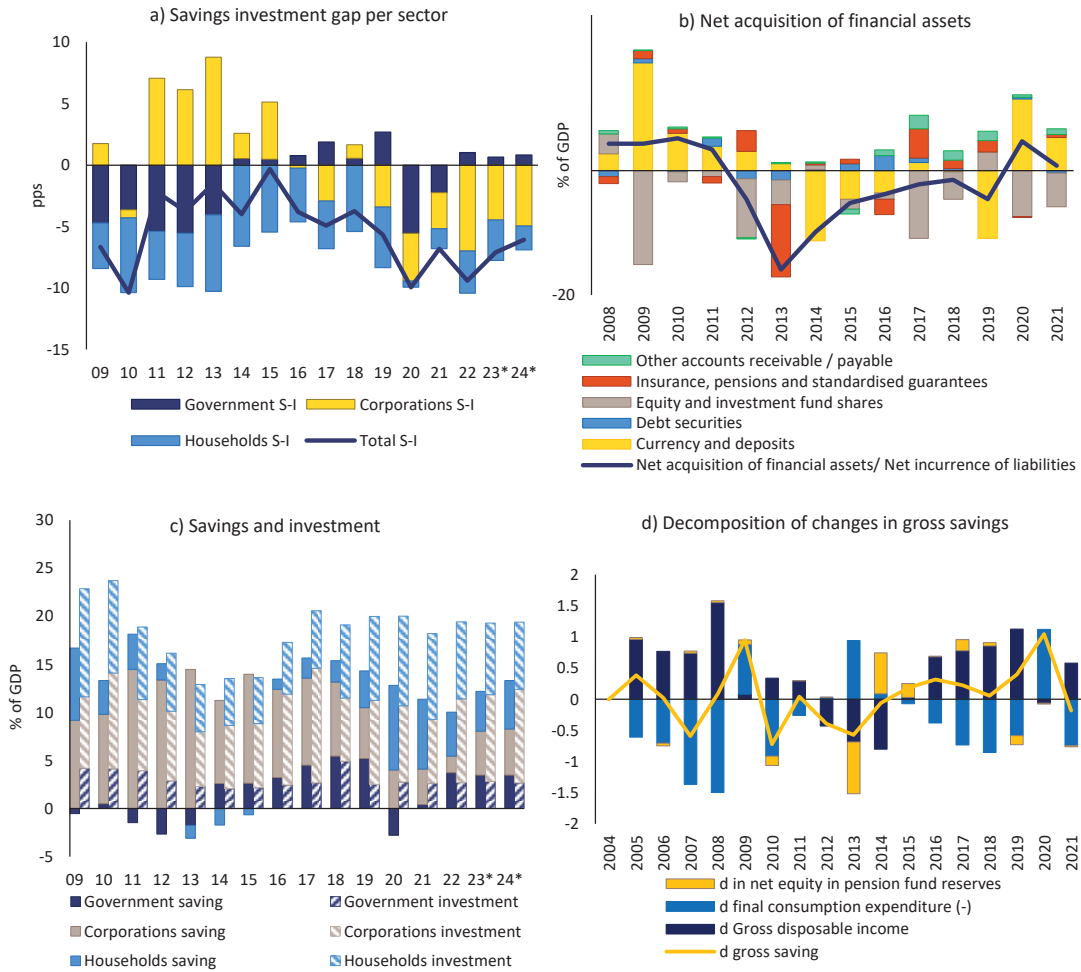 a) Savings investment gap per sector
10
5
0
-5
-10
-15
pps
09 10 11 12 13 14 15 16 17 18 19 20 21 22 23* 24*
Government S-I
Corporations S-I
Households S-I
Total S-I
b) Net acquisition of financial assets
% of GDP
-20
2008 2009 2010 2011 2012 2013 2014 2015 2016 2017 2018 2019 2020 2021
Other accounts receivable / payable
Insurance, pensions and standardised guarantees
Equity and investment fund shares
Debt securities
Currency and deposits
Net acquisition of financial assets/ Net incurrence of liabilities
c) Savings and investment
30
25
20
15
10
5
0
-5
% of GDP
09 10 11 12 13 14 15 16 17 18 19 20 21 22 23* 24*
Government saving
Government investment
Corporations saving
Corporations investment
Households saving
Households investment
d) Decomposition of changes in gross savings
2
1.5
1
0.5
0
-0.5
-1
-1.5
-2
2004 2005 2006 2007 2008 2009 2010 2011 2012 2013 2014 2015 2016 2017 2018 2019 2020 2021
d in net equity in pension fund reserves
d final consumption expenditure (-)
d Gross disposable income
d gross saving